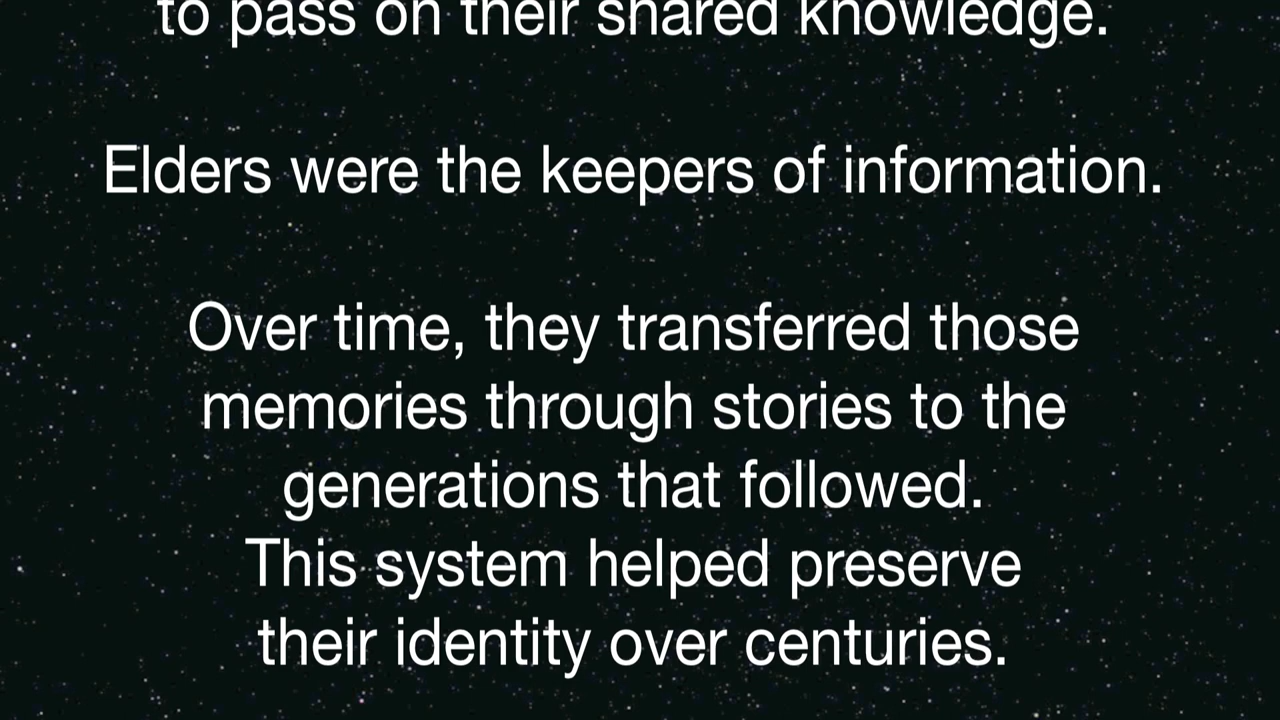 to pass on their shared knowledge.
Elders were the keepers of information.
Over time, they transferred those
memories through stories to the
generations that followed.
This system helped preserve
their identity over centuries.